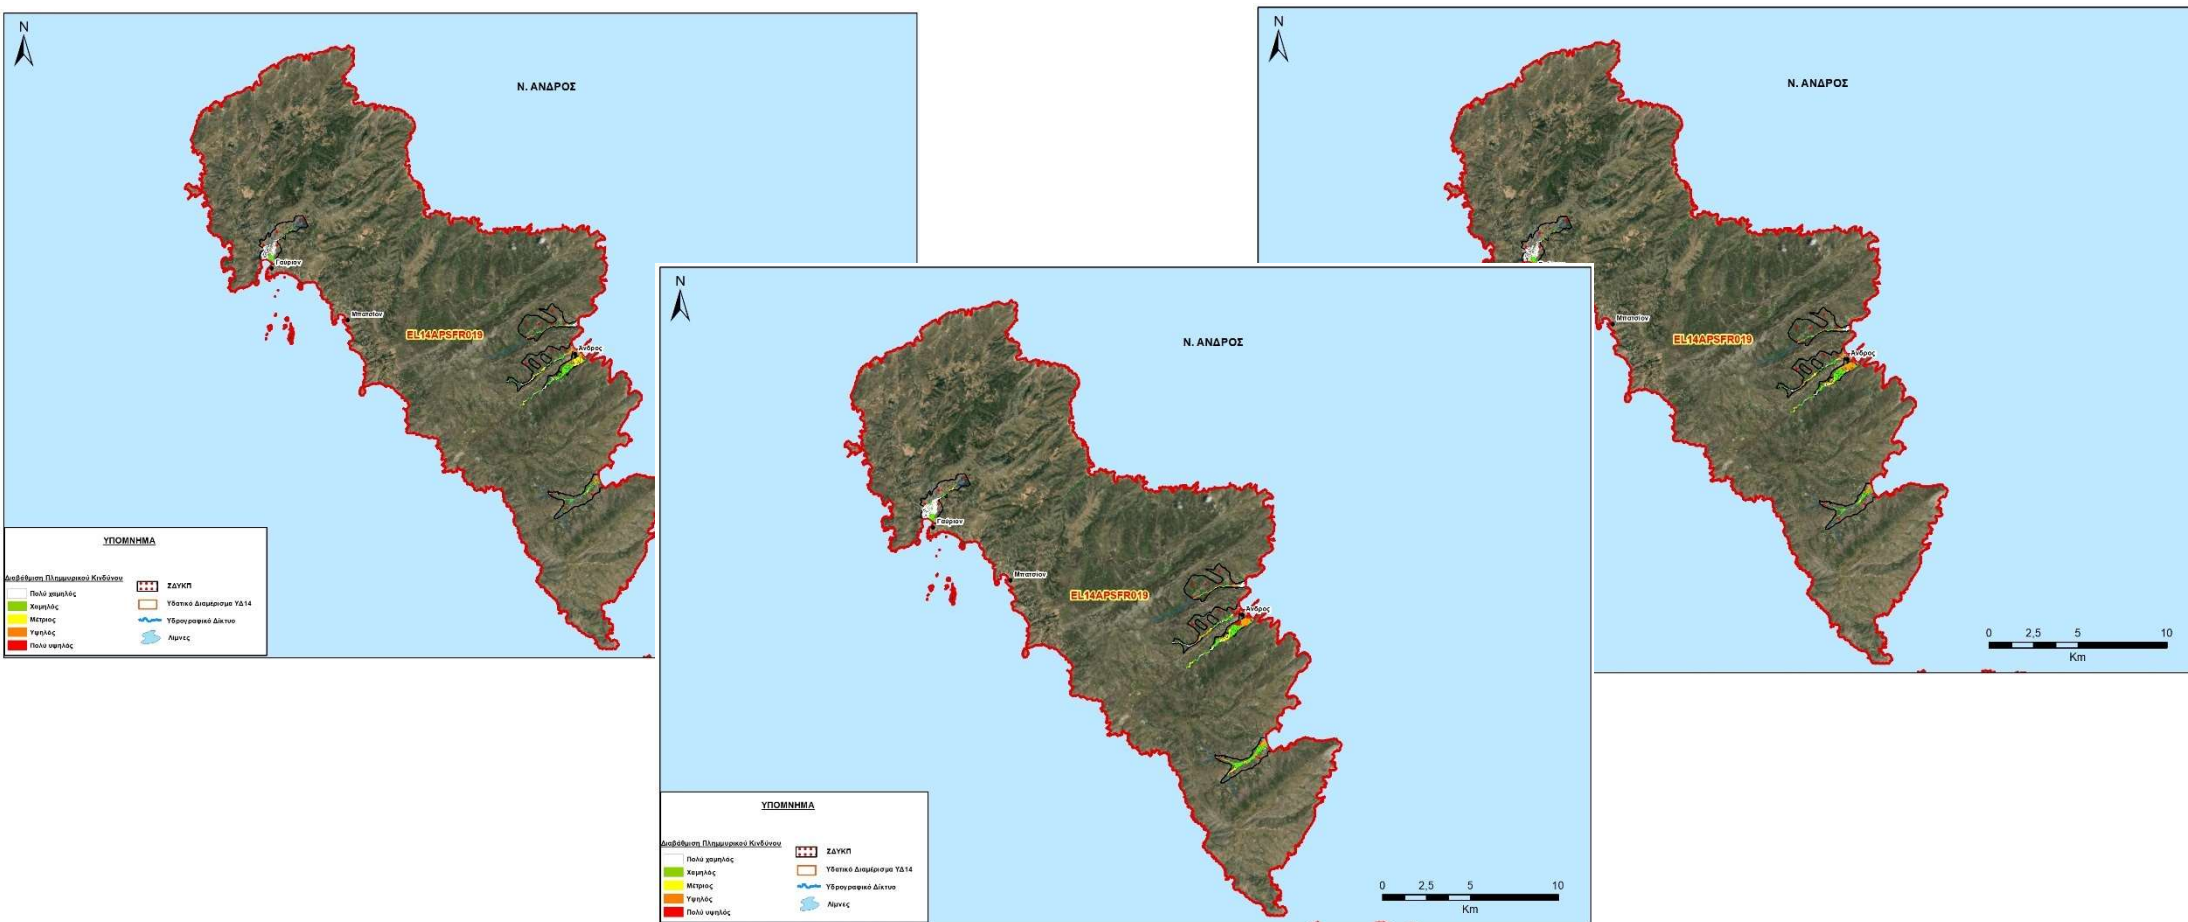 N
Ν. ΑΝΔΡΟΣ
Γαύριον
Μπατσίον
EL14APSFR019
Άνδρος
ΥΠΟΜΝΗΜΑ
Διαβάθμιση Πλημμυρικού Κινδύνου
Πολύ χαμηλός
Χαμηλός
Μέτριος
Υψηλός
Πολύ υψηλός
ΖΔΥΚΠ
Υδατικό Διαμέρισμα ΥΔ14
Υδρογραφικό Δίκτυο
Λίμνες
N
Ν. ΑΝΔΡΟΣ
Γαύριον
Μπατσίον
EL14APSFR019
Άνδρος
ΥΠΟΜΝΗΜΑ
Διαβάθμιση Πλημμυρικού Κινδύνου
Πολύ χαμηλός
Χαμηλός
Μέτριος
Υψηλός
Πολύ υψηλός
ΖΔΥΚΠ
Υδατικό Διαμέρισμα ΥΔ14
Υδρογραφικό Δίκτυο
Λίμνες
0 2,5 5 10
Km
N
Ν. ΑΝΔΡΟΣ
Μπατσίον
EL14APSFR019
Άνδρος
0 2,5 5 10
Km